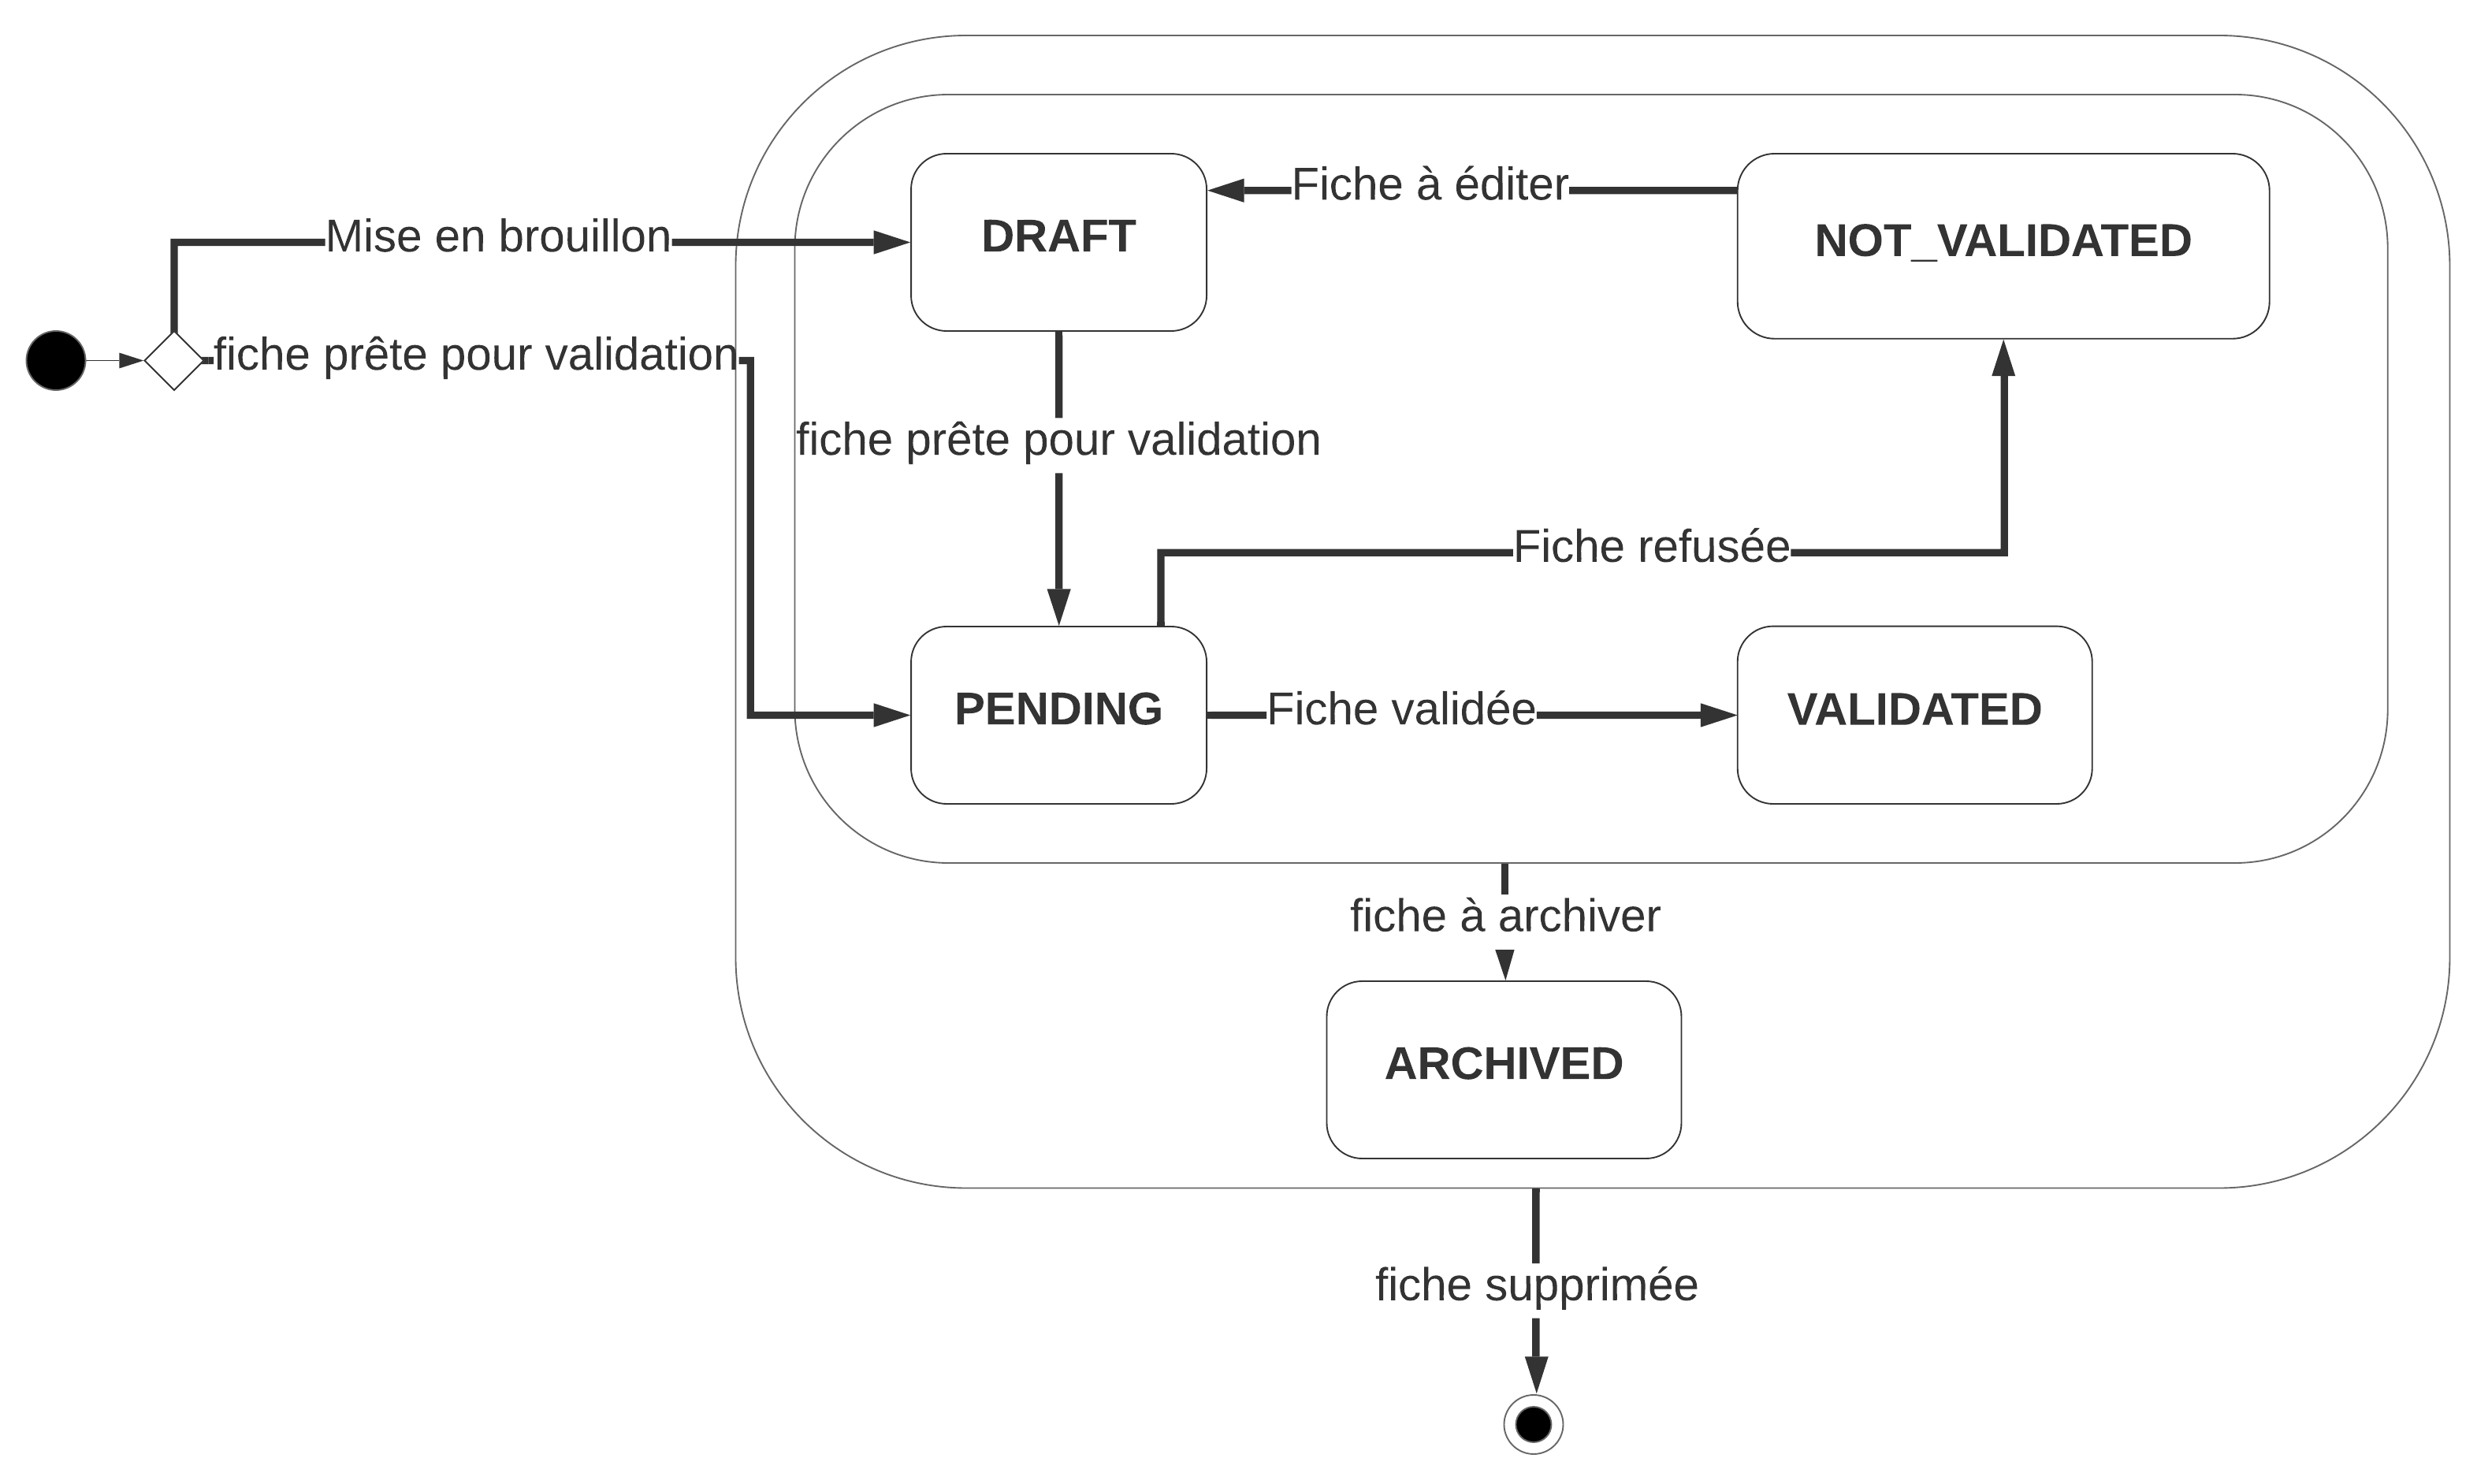 Fiche à éditer
Mise en brouillon
DRAFT
NOT_VALIDATED
fiche prête pour validation
fiche prête pour validation
Fiche refusée
PENDING
Fiche validée
VALIDATED
fiche à archiver
ARCHIVED
fiche supprimée